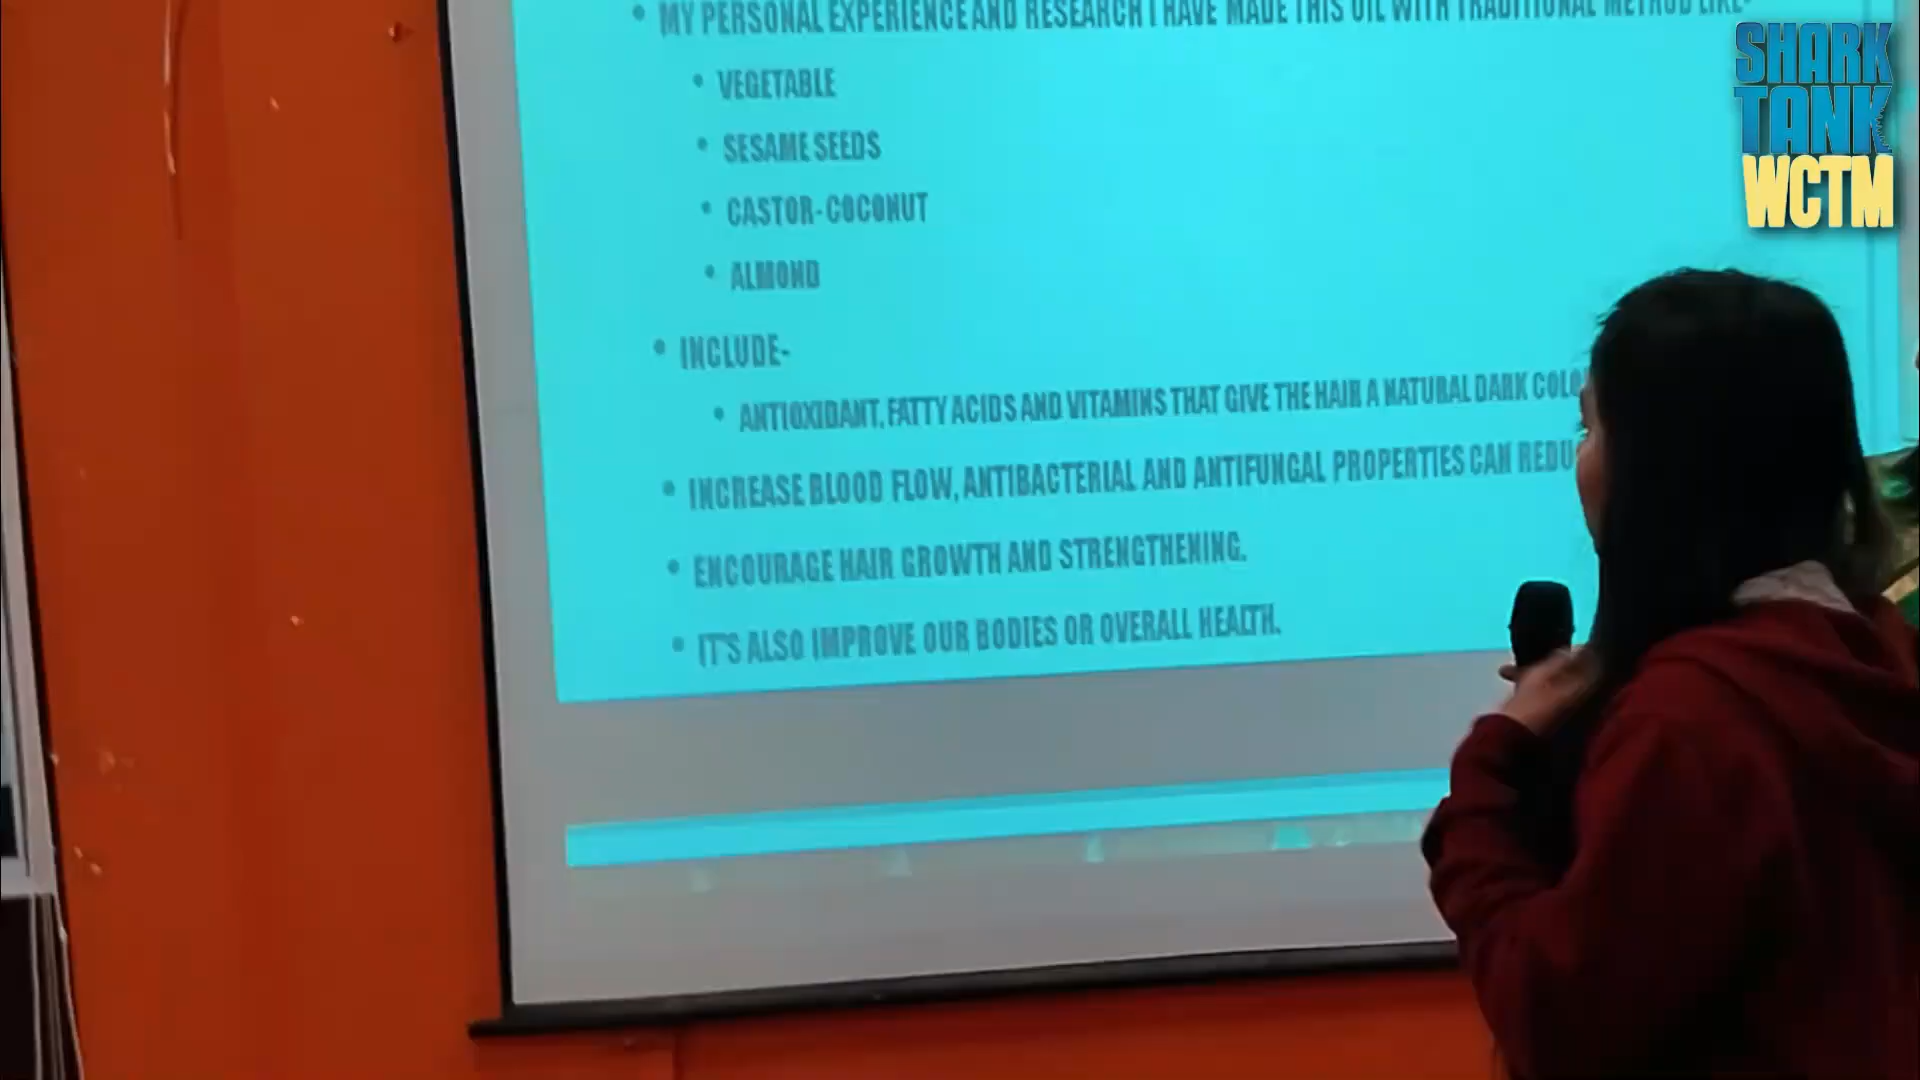 • MY PERSONAL EXPERIENCE AND RESEARCH I HAVE MADE THIS OIL WITH TRADITIONAL METHOD LIKE-
• VEGETABLE
• SESAME SEEDS
• CASTOR-COCONUT
• ALMOND
• INCLUDE-
• ANTIOXIDANT, FATTY ACIDS AND VITAMINS THAT GIVE THE HAIR A NATURAL DARK
• INCREASE BLOOD FLOW, ANTIBACTERIAL AND ANTIFUNGAL PROPERTIES CAN
• ENCOURAGE HAIR GROWTH AND STRENGTHENING.
• IT'S ALSO IMPROVE OUR BODIES OR OVERALL HEALTH.
SHARK
TANK
WCTM